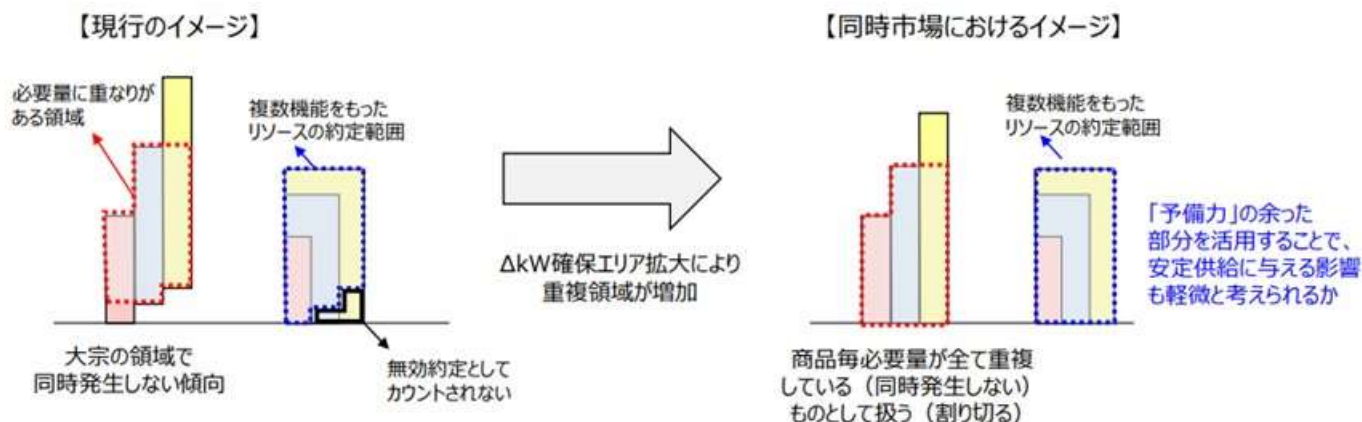 【現行のイメージ】
必要量に重なりが
ある領域
複数機能をもった
リソースの約定範囲
大宗の領域で
同時発生しない傾向
無効約定として
カウントされない
ΔkW確保エリア拡大により
重複領域が増加
【同時市場におけるイメージ】
複数機能をもった
リソースの約定範囲
「予備力」の余った
部分を活用することで、
安定供給に与える影響
も軽微と考えられるか
商品毎必要量が全て重複
している（同時発生しない）
ものとして扱う（割り切る）